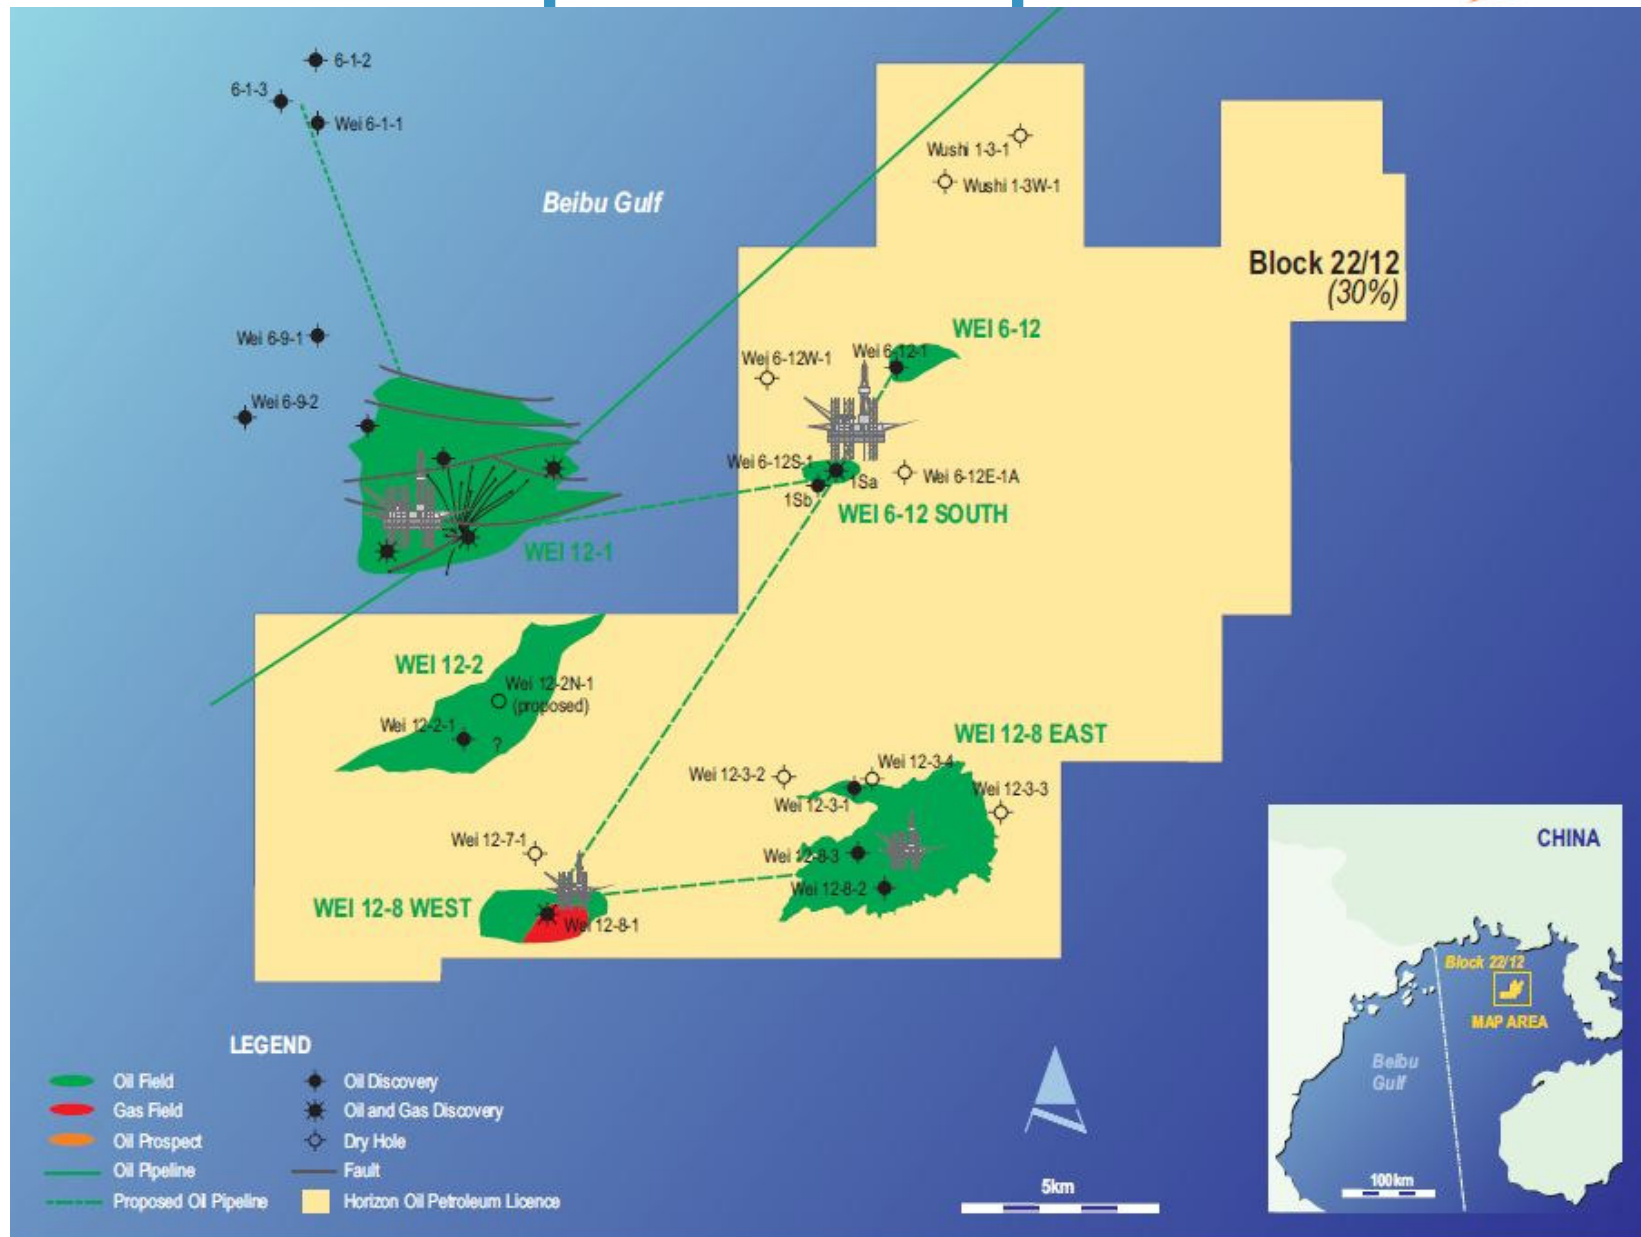 6-1-2
6-1-3
Wei 6-1-1
Wushi 1-3-1
Wushi 1-3W-1
Beibu Gulf
Block 22/12
(30%)
WEI 6-12
Wei 6-9-1
Wei 6-12W-1
Wei 6-12-1
Wei 6-9-2
Wei 6-12S-1
1Sa
Wei 6-12E-1A
1Sb
WEI 6-12 SOUTH
WEI 12-1
WEI 12-2
Wei 12-2N-1
(proposed)
Wei 12-2-1
?
WEI 12-8 EAST
Wei 12-3-2
Wei 12-3-4
Wei 12-3-3
Wei 12-3-1
Wei 12-7-1
Wei 12-8-3
Wei 12-8-2
WEI 12-8 WEST
Wei 12-8-1
CHINA
Block 22/12
MAP AREA
Beibu
Gulf
100km
LEGEND
Oil Field
Oil Discovery
Gas Field
Oil and Gas Discovery
Oil Prospect
Dry Hole
Oil Pipeline
Fault
Proposed Oil Pipeline
Horizon Oil Petroleum Licence
5km